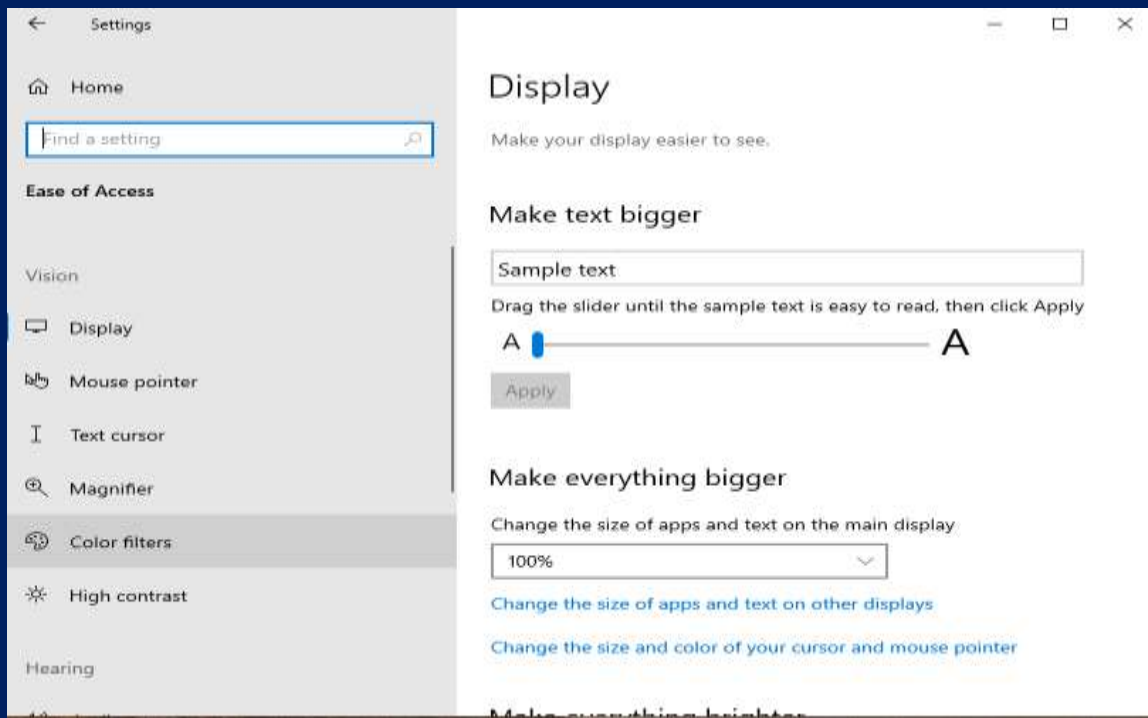 Settings
Home
Find a setting
Ease of Access
Vision
Display
Mouse pointer
Text cursor
Magnifier
Color filters
High contrast
Hearing
Display
Make your display easier to see.
Make text bigger
Sample text
Drag the slider until the sample text is easy to read, then click Apply
A A
Apply
Make everything bigger
Change the size of apps and text on the main display
100%
Change the size of apps and text on other displays
Change the size and color of your cursor and mouse pointer
Make everything brighter